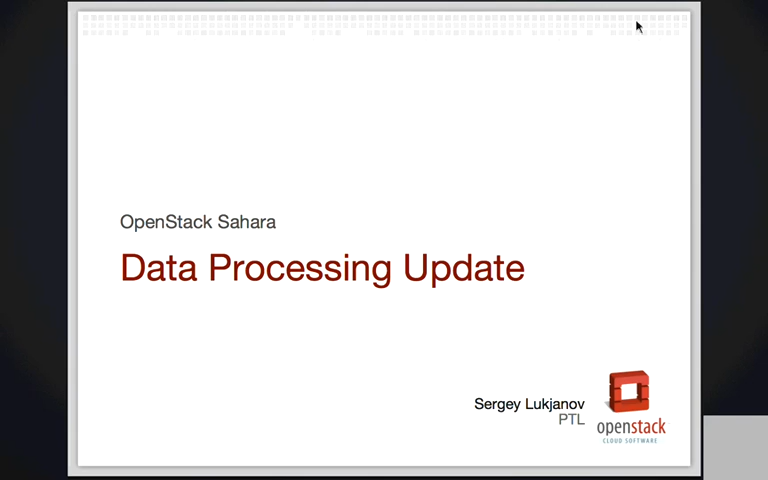 OpenStack Sahara
Data Processing Update
Sergey Lukjanov
PTL
openstack
CLOUD SOFTWARE